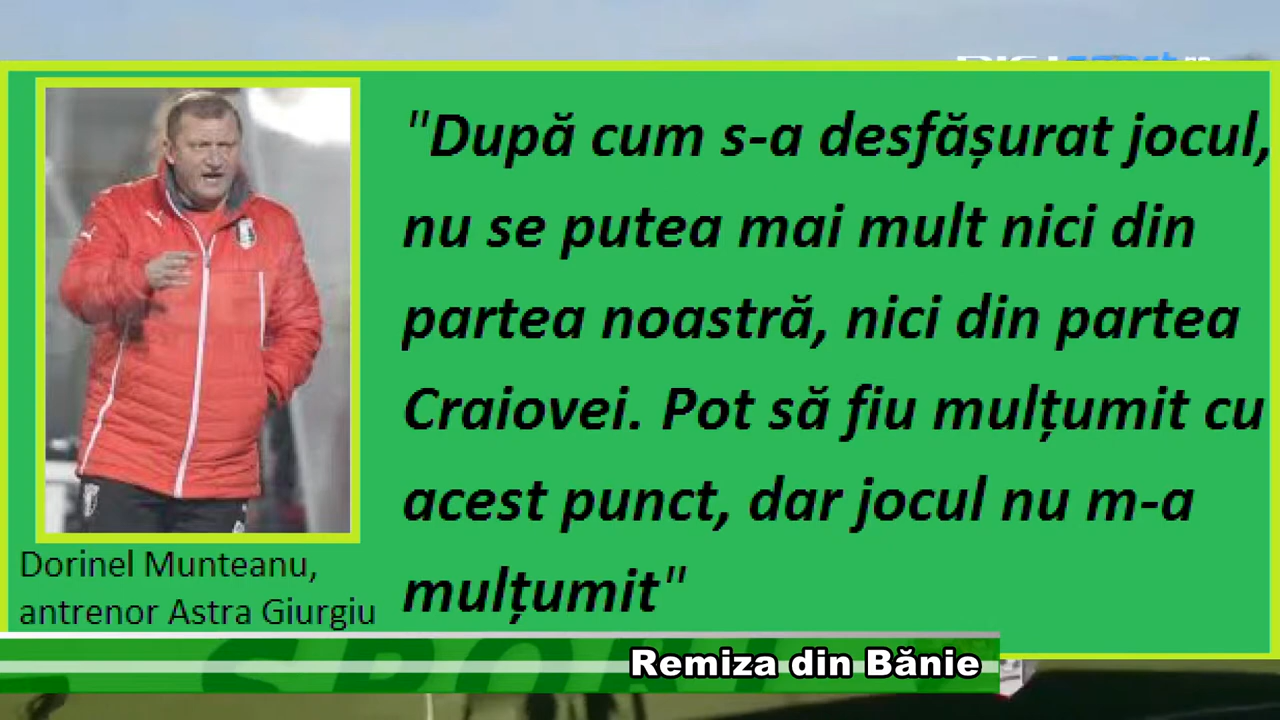 "După cum s-a desfășurat jocul,
nu se putea mai mult nici din
partea noastră, nici din partea
Craiovei. Pot să fiu mulțumit cu
acest punct, dar jocul nu m-a
mulțumit"
Dorinel Munteanu,
antrenor Astra Giurgiu
Remiza din Bănie
SPORT